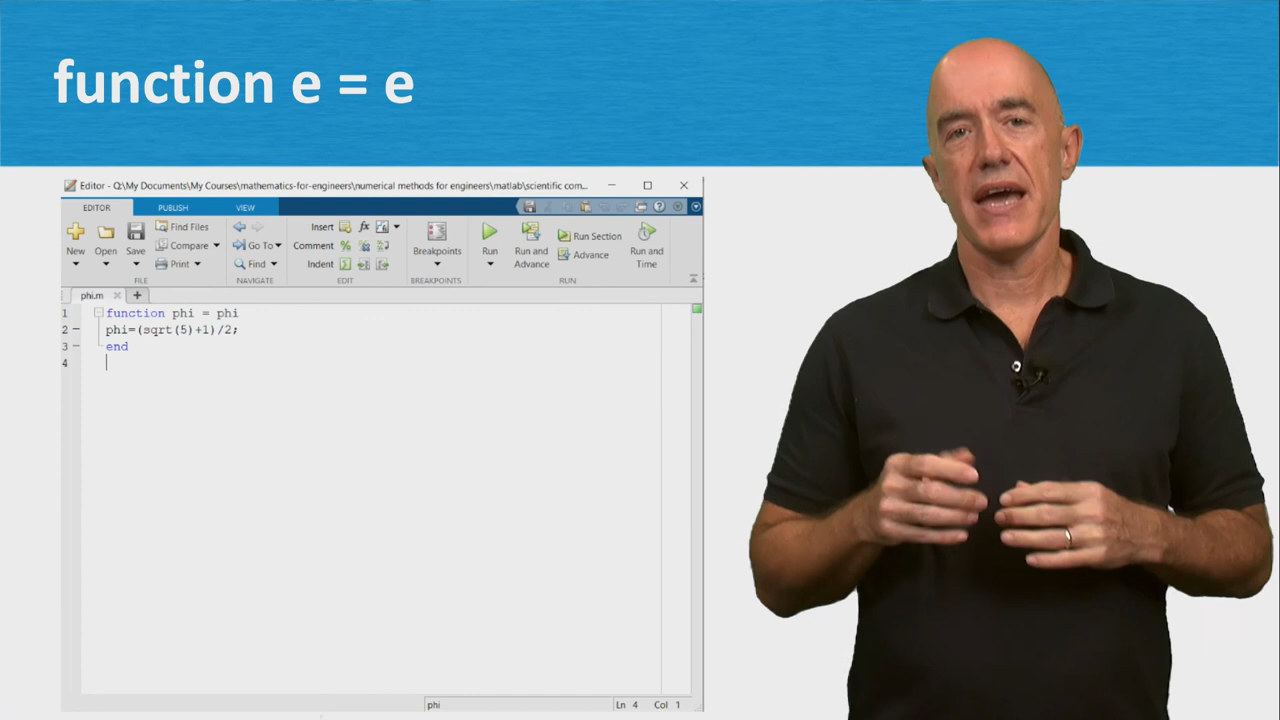 function e = e
Editor - Q:\My Documents\My Courses\mathematics-for-engineers\numerical methods for engineers\matlab\scientific com...
EDITOR PUBLISH VIEW
New Open Save Find Files Compare Print Go To Find Insert fx Comment % Indent Breakpoints Run Run and Advance Run Section Advance Run and Time
FILE NAVIGATE EDIT BREAKPOINTS RUN
phi.m
1 function phi = phi
2 phi=(sqrt(5)+1)/2;
3 end
4
phi Ln 4 Col 1